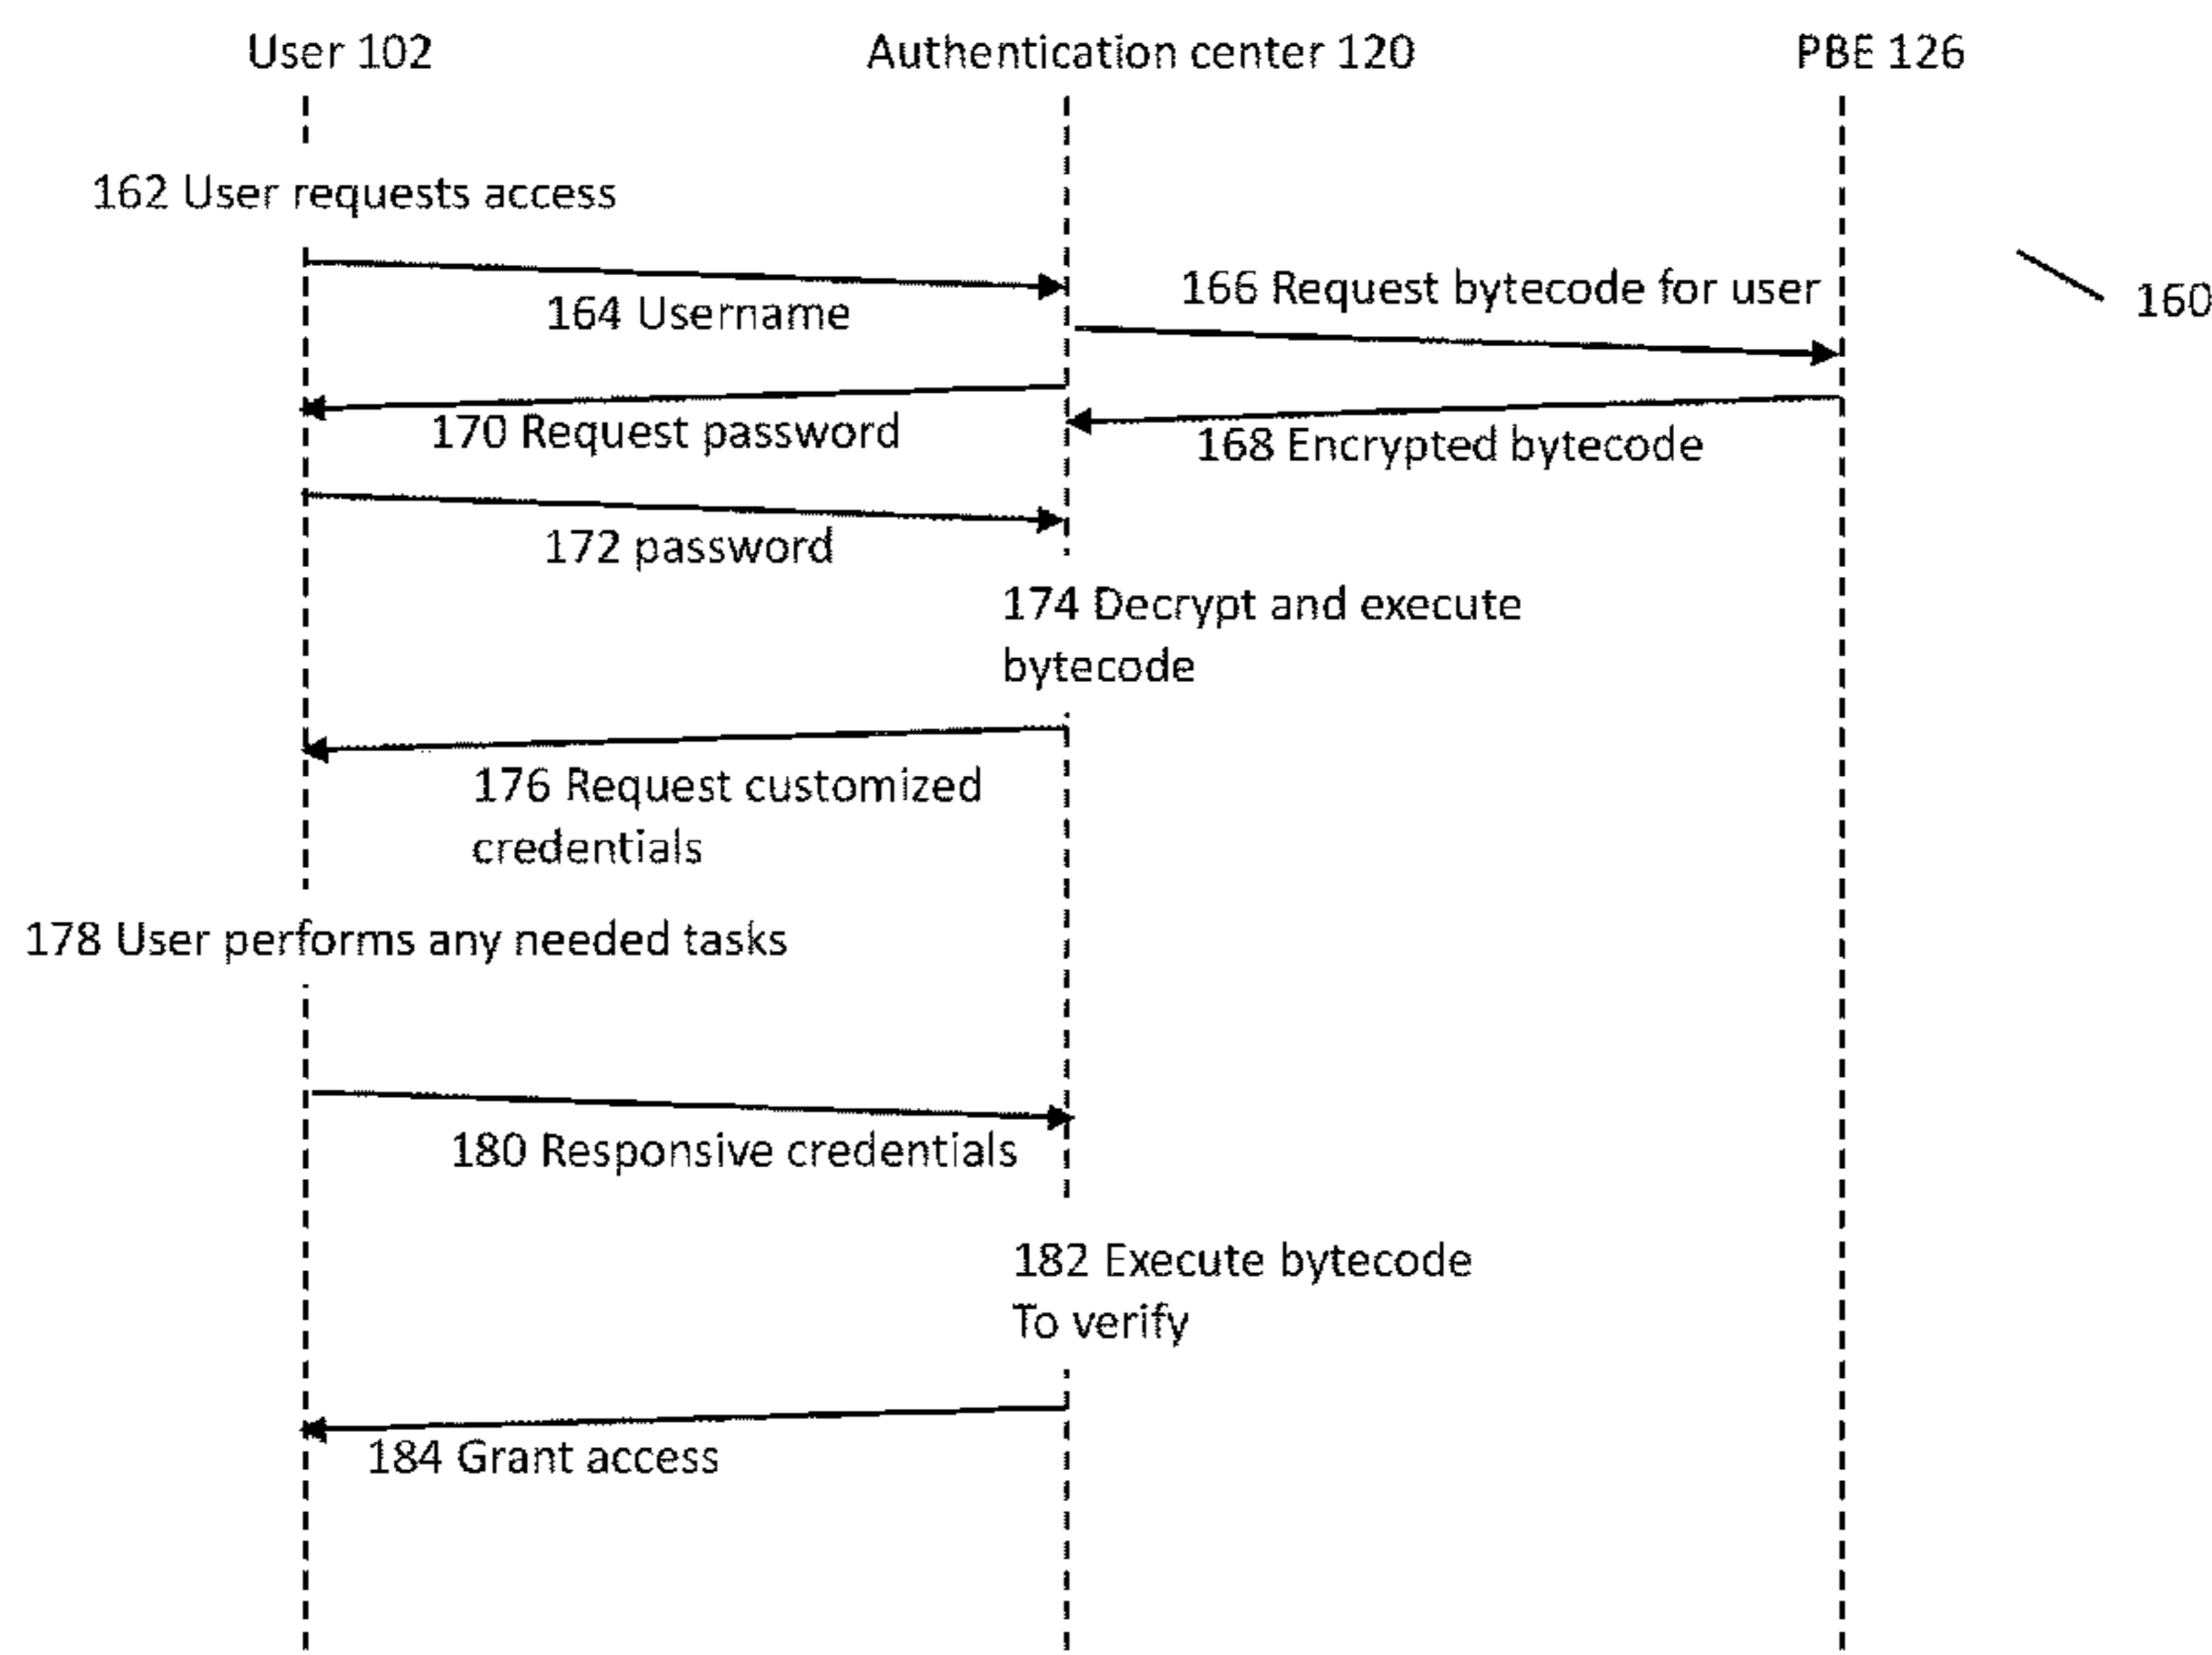 User 102
Authentication center 120
PBE 126
162 User requests access
164 Username
166 Request bytecode for user
160
170 Request password
168 Encrypted bytecode
172 password
174 Decrypt and execute
bytecode
176 Request customized
credentials
178 User performs any needed tasks
180 Responsive credentials
182 Execute bytecode
To verify
184 Grant access